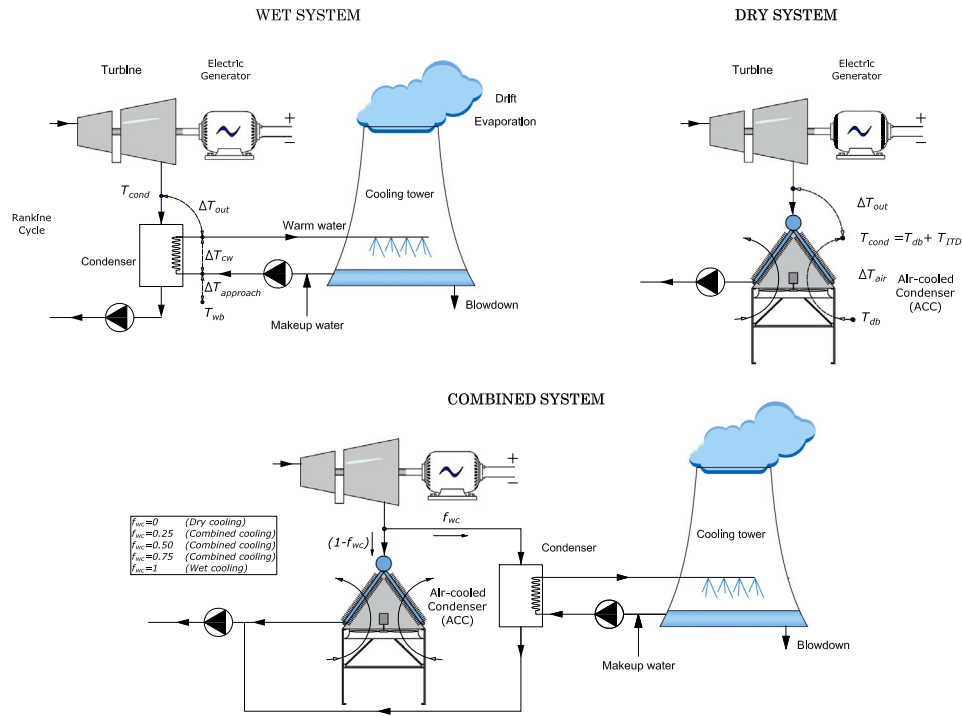 WET SYSTEM
Turbine
Electric
Generator
+
−
Drift
Evaporation
T_cond
ΔT_out
Cooling tower
Rankine
Cycle
Warm water
Condenser
ΔT_cw
ΔT_approach
T_wb
Makeup water
Blowdown
DRY SYSTEM
Turbine
Electric
Generator
+
−
ΔT_out
T_cond =T_db+ T_ITD
ΔT_air
Air-cooled
Condenser
(ACC)
T_db
COMBINED SYSTEM
+
−
f_wc
f_wc=0 (Dry cooling)
f_wc=0.25 (Combined cooling)
f_wc=0.50 (Combined cooling)
f_wc=0.75 (Combined cooling)
f_wc=1 (Wet cooling)
(1-f_wc)
Condenser
Cooling tower
Air-cooled
Condenser
(ACC)
Makeup water
Blowdown